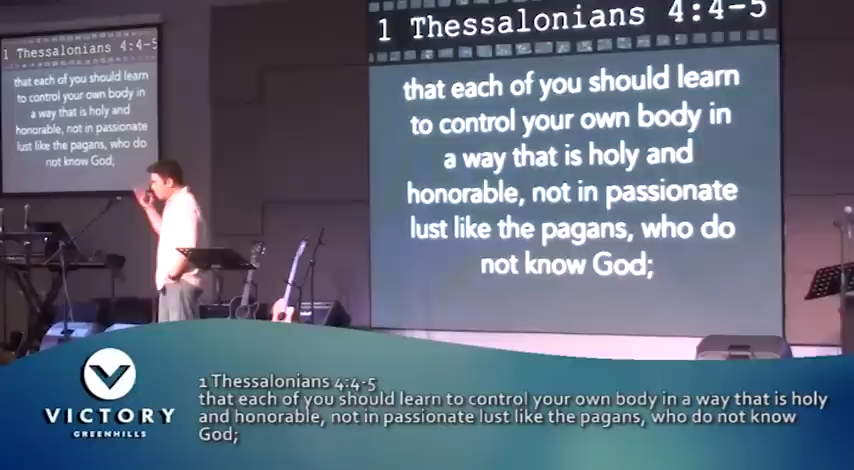 1 Thessalonians 4:4-5
that each of you should learn
to control your own body in
a way that is holy and
honorable, not in passionate
lust like the pagans, who do
not know God;
1 Thessalonians 4:4-5
that each of you should learn
to control your own body in
a way that is holy and
honorable, not in passionate
lust like the pagans, who do
not know God;
VICTORY
GREENHILLS
1 Thessalonians 4:4-5
that each of you should learn to control your own body in a way that is holy
and honorable, not in passionate lust like the pagans, who do not know
God;